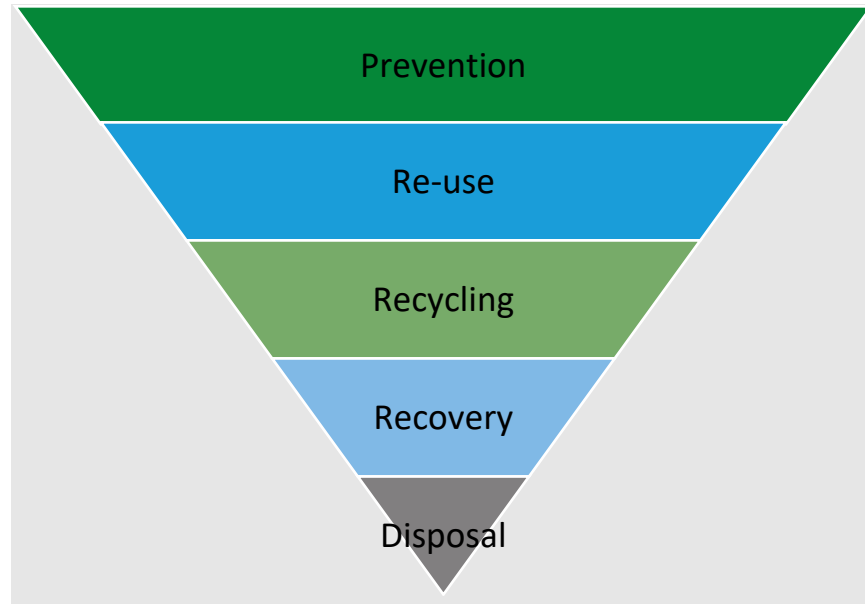 Prevention
Re-use
Recycling
Recovery
Disposal